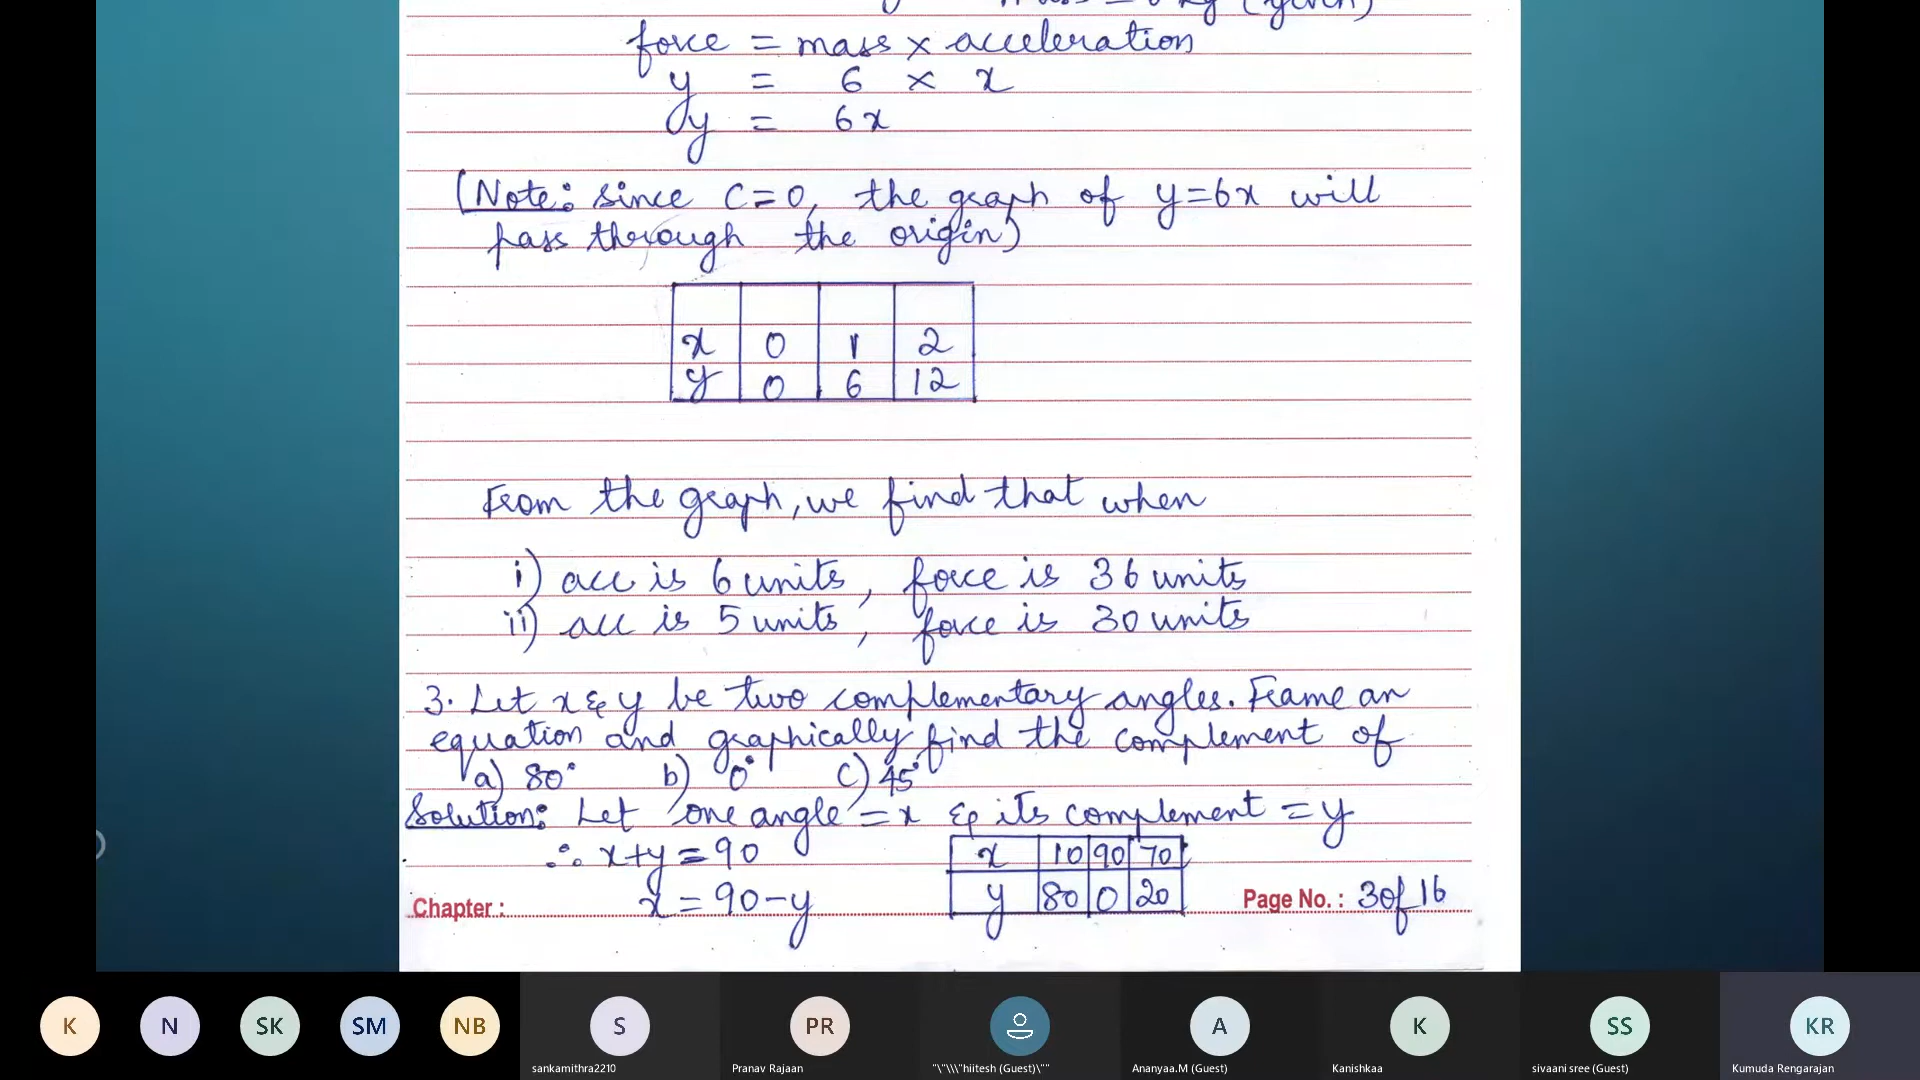 mass = 6 kg (given)
force = mass × acceleration
y = 6 × x
y = 6x
(Note: since C=0, the graph of y=6x will
pass through the origin)
x 0 1 2
y 0 6 12
From the graph, we find that when
i) acc is 6 units, force is 36 units
ii) acc is 5 units, force is 30 units
3. Let x & y be two complementary angles. Frame an
equation and graphically find the complement of
a) 80° b) 0° c) 45°
Solution: Let one angle = x & its complement = y
∴ x+y = 90
x = 90-y
x 10 90 70
y 80 0 20
Chapter :
Page No. : 3 of 16
K
N
SK
SM
NB
S
PR
A
K
SS
KR
sankamithra2210
Pranav Rajaan
"\"\\\"hiitesh (Guest)\""
Ananyaa.M (Guest)
Kanishkaa
sivaani sree (Guest)
Kumuda Rengarajan